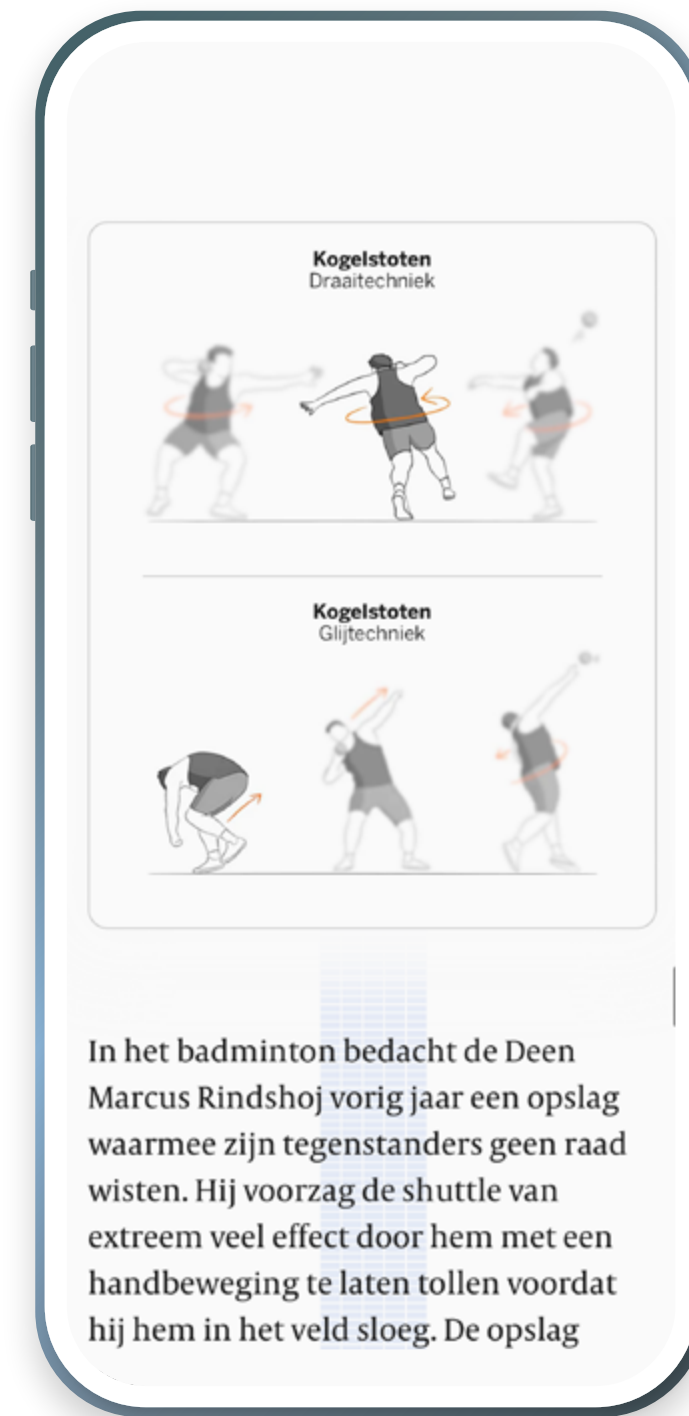 Kogelstoten
Draaitechniek
Kogelstoten
Glijtechniek
In het badminton bedacht de Deen
Marcus Rindshoj vorig jaar een opslag
waarmee zijn tegenstanders geen raad
wisten. Hij voorzag de shuttle van
extreem veel effect door hem met een
handbeweging te laten tollen voordat
hij hem in het veld sloeg. De opslag